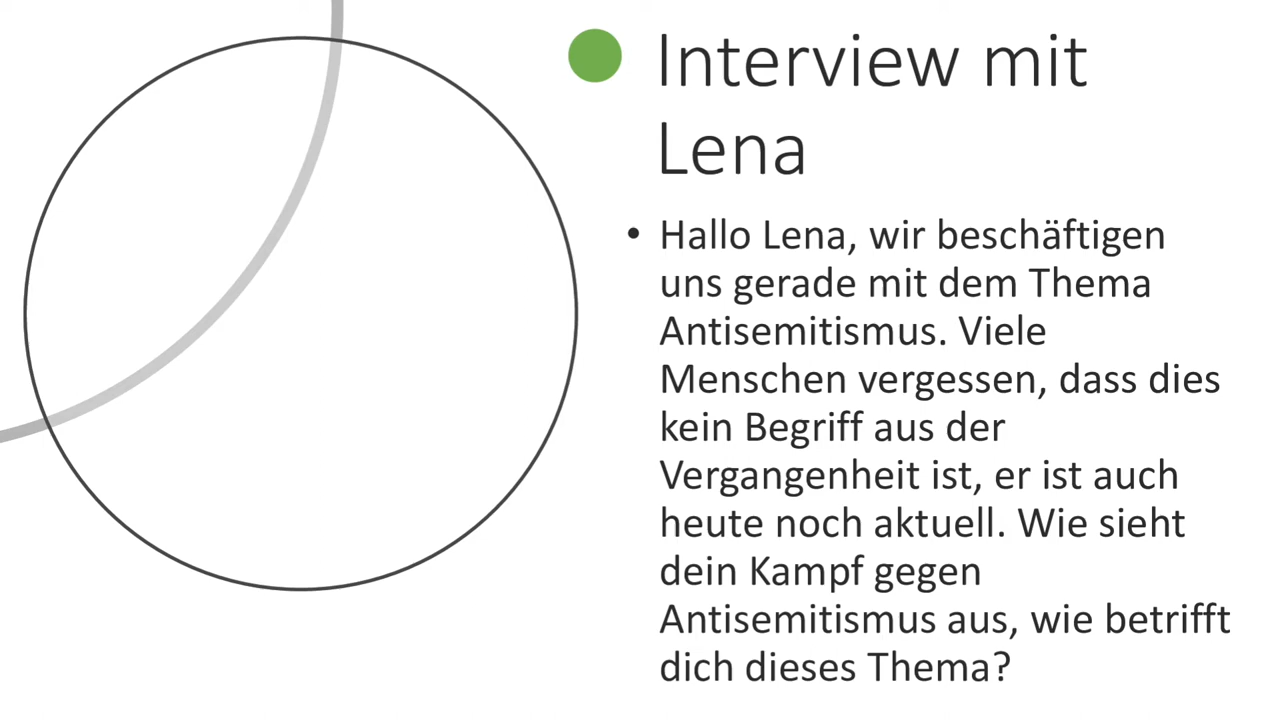 Interview mit
Lena
• Hallo Lena, wir beschäftigen
uns gerade mit dem Thema
Antisemitismus. Viele
Menschen vergessen, dass dies
kein Begriff aus der
Vergangenheit ist, er ist auch
heute noch aktuell. Wie sieht
dein Kampf gegen
Antisemitismus aus, wie betrifft
dich dieses Thema?